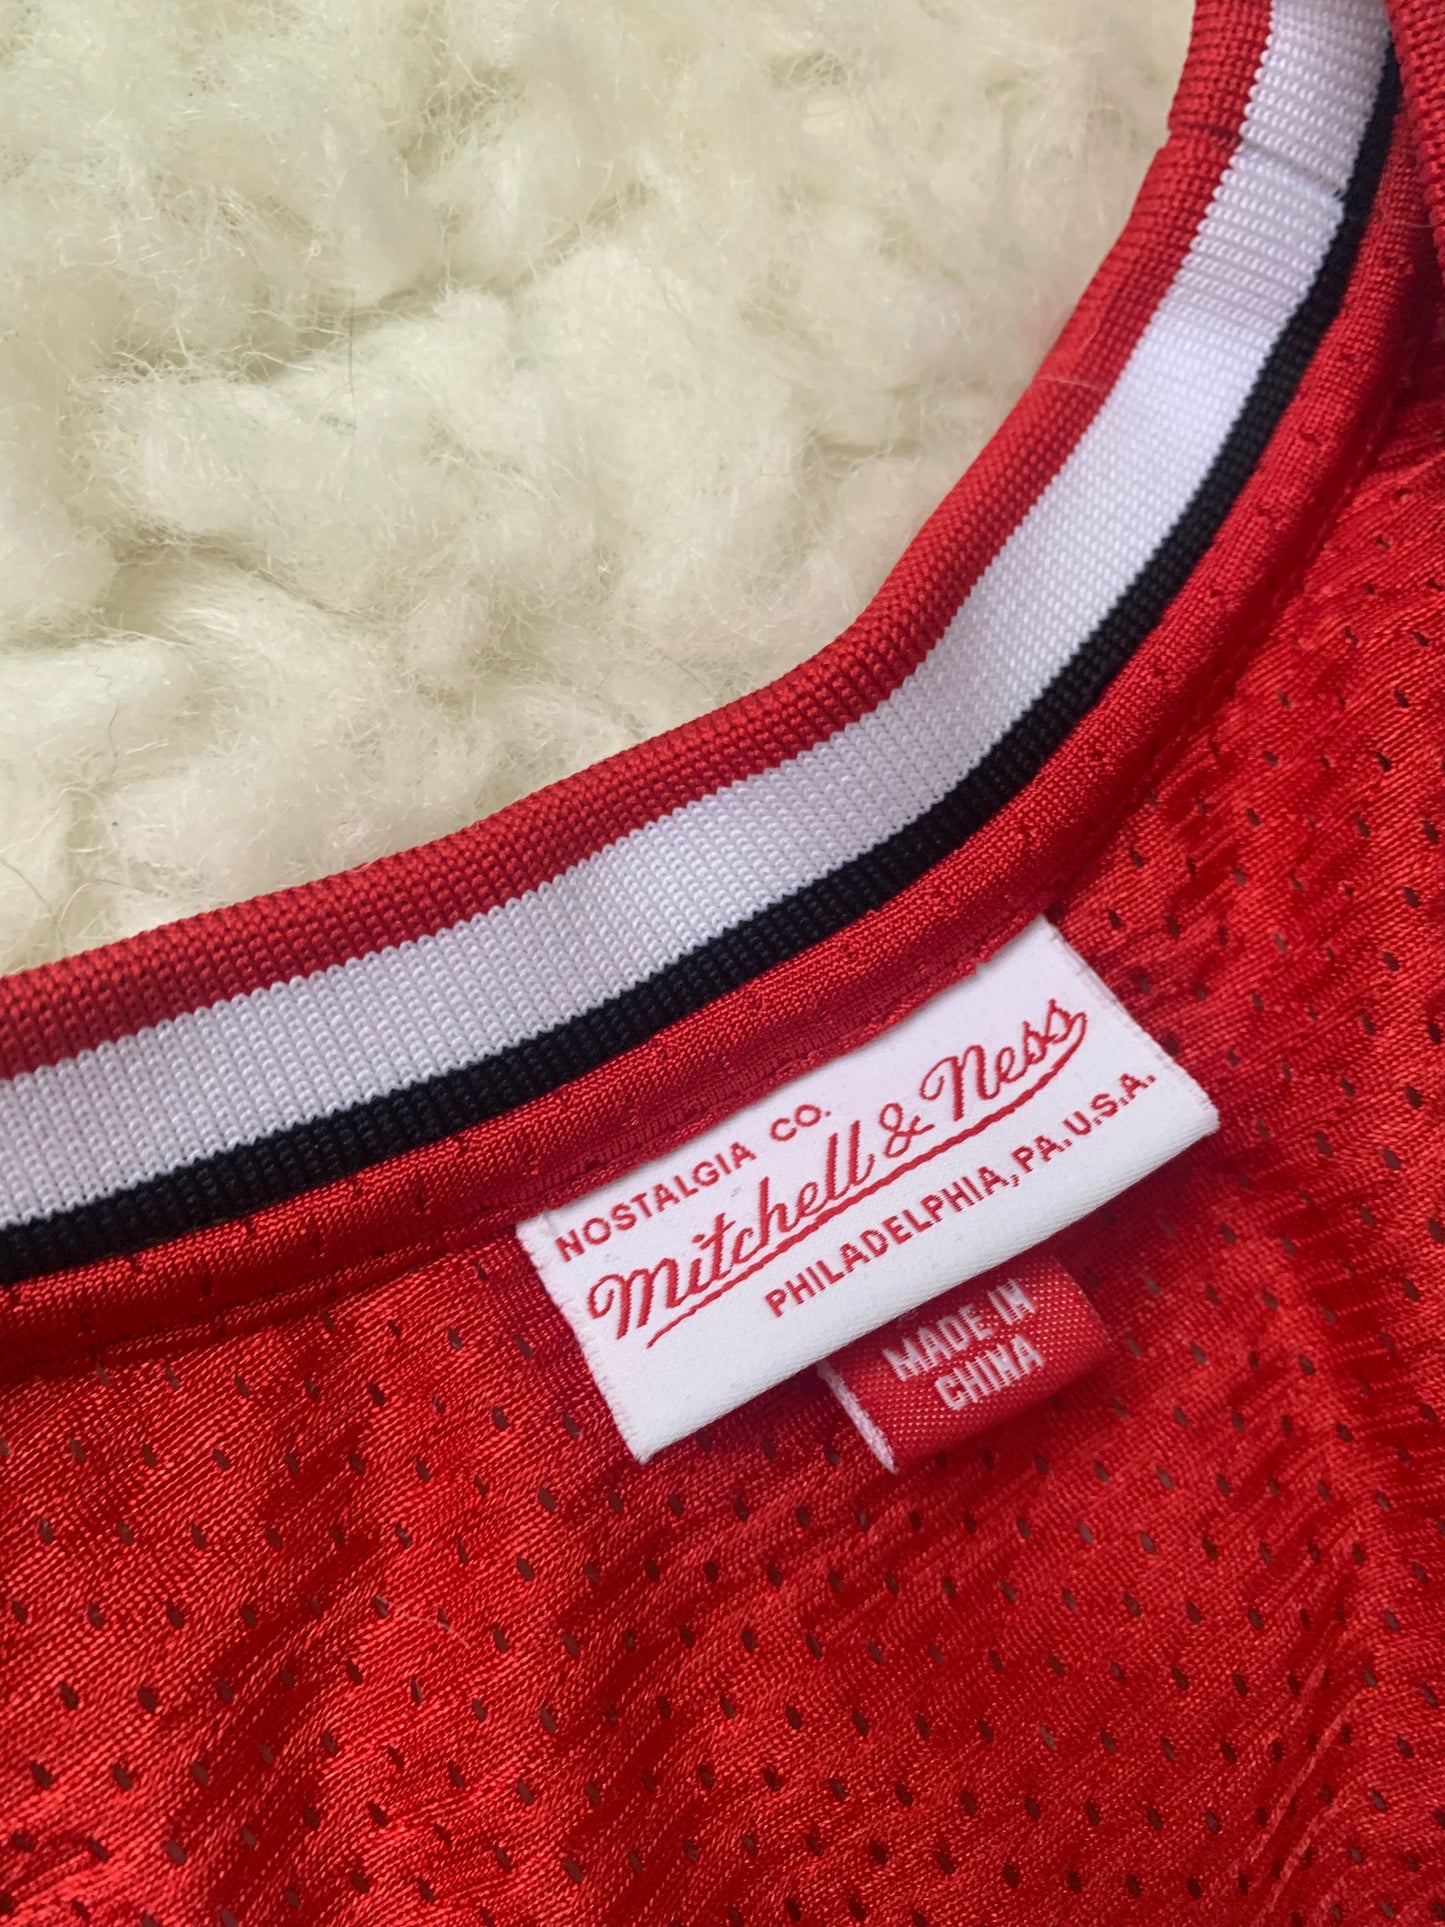 NOSTALGIA CO.
Mitchell & Ness
PHILADELPHIA, PA. U.S.A.
MADE IN
CHINA